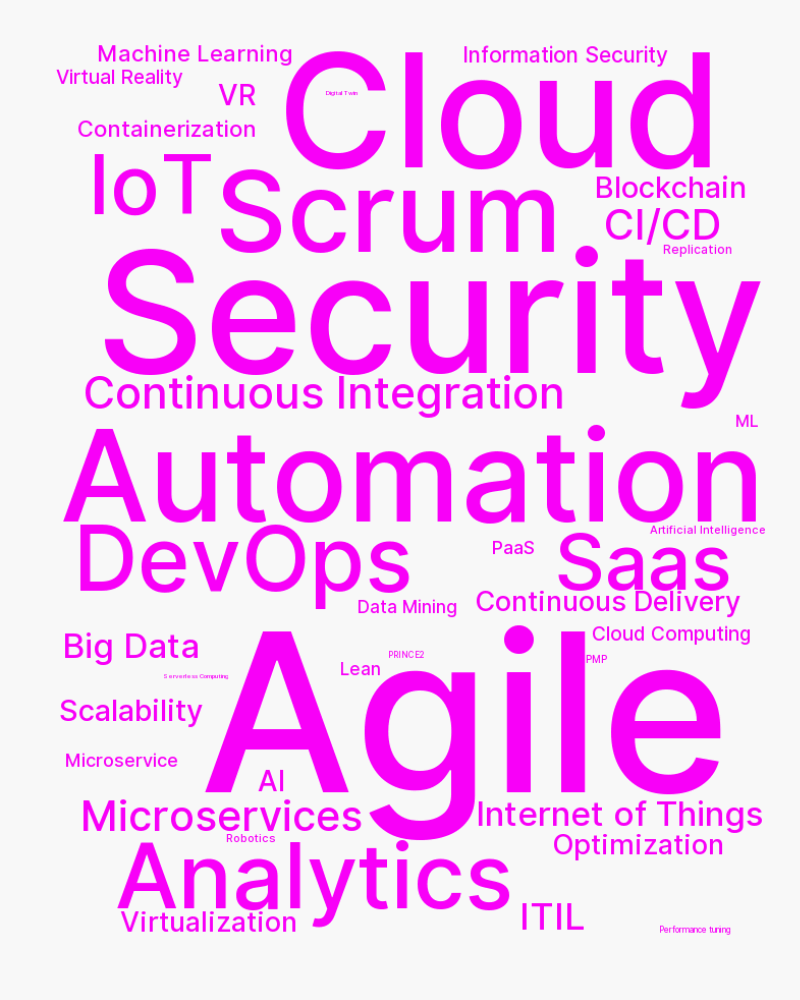 Machine Learning
Information Security
Cloud
Virtual Reality
VR
Digital Twin
Containerization
IoT
Scrum
Blockchain
CI/CD
Replication
Security
Continuous Integration
ML
Automation
DevOps
Artificial Intelligence
PaaS
Saas
Data Mining
Continuous Delivery
Big Data
Cloud Computing
PRINCE2
PMP
Lean
Serverless Computing
Agile
Scalability
Microservice
AI
Microservices
Internet of Things
Robotics
Optimization
Analytics
Virtualization
ITIL
Performance tuning